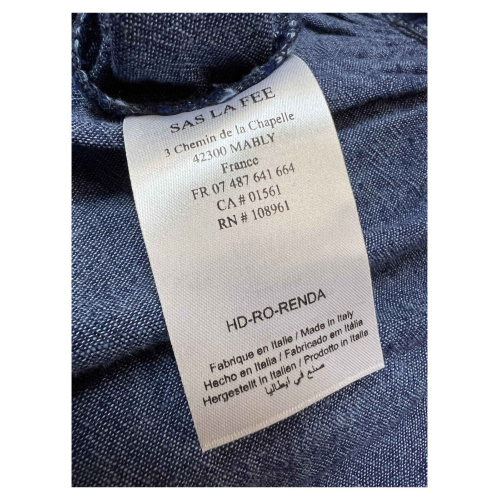 SAS LA FEE
3 Chemin de la Chapelle
42300 MABLY
France
FR 07 487 641 664
CA # 01561
RN # 108961
HD-RO-RENDA
Fabrique en Italie / Made in Italy
Hecho en Italia / Fabricado em Itália
Hergestellt in Italien / Prodotto in Italia
صنع في ايطاليا